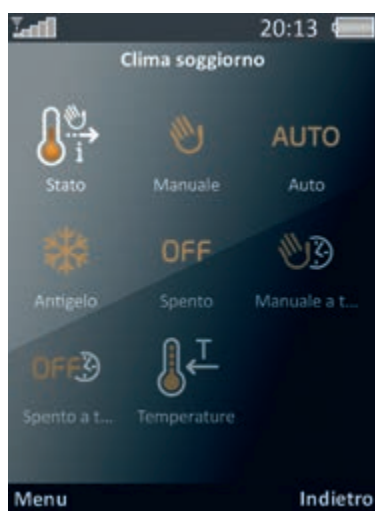 20:13
Clima soggiorno
i AUTO
Stato Manuale Auto
OFF
Antigelo Spento Manuale a t...
OFF T
Spento a t... Temperature
Menu Indietro